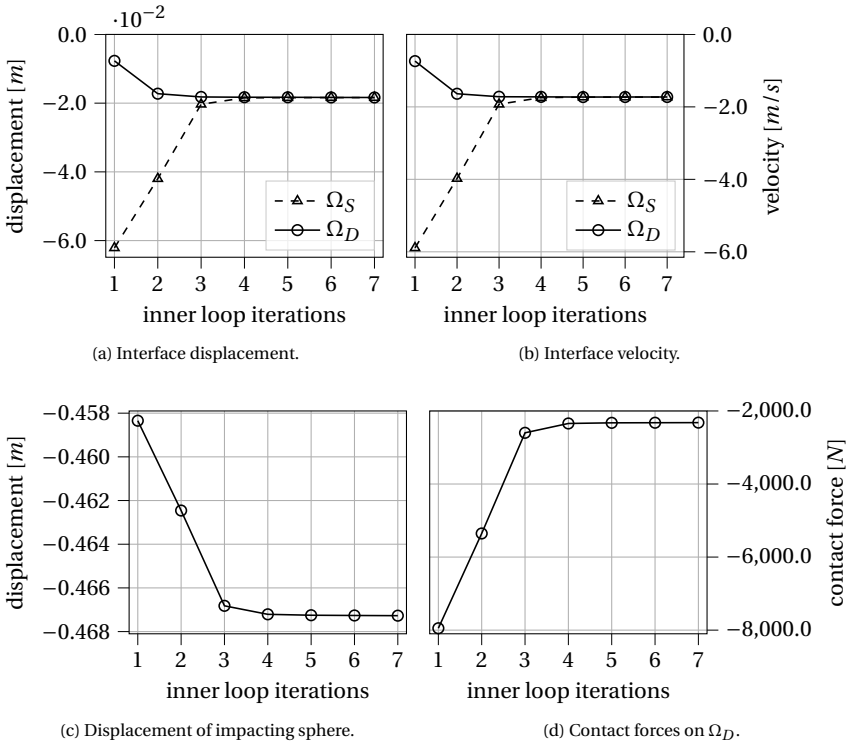 ·10−2
0.0
−2.0
−4.0
−6.0
displacement [m]
ΩS
ΩD
1 2 3 4 5 6 7
inner loop iterations
(a) Interface displacement.
0.0
−2.0
−4.0
−6.0
velocity [m/s]
ΩS
ΩD
1 2 3 4 5 6 7
inner loop iterations
(b) Interface velocity.
−0.458
−0.460
−0.462
−0.464
−0.466
−0.468
displacement [m]
1 2 3 4 5 6 7
inner loop iterations
(c) Displacement of impacting sphere.
−2,000.0
−4,000.0
−6,000.0
−8,000.0
contact force [N]
1 2 3 4 5 6 7
inner loop iterations
(d) Contact forces on ΩD.